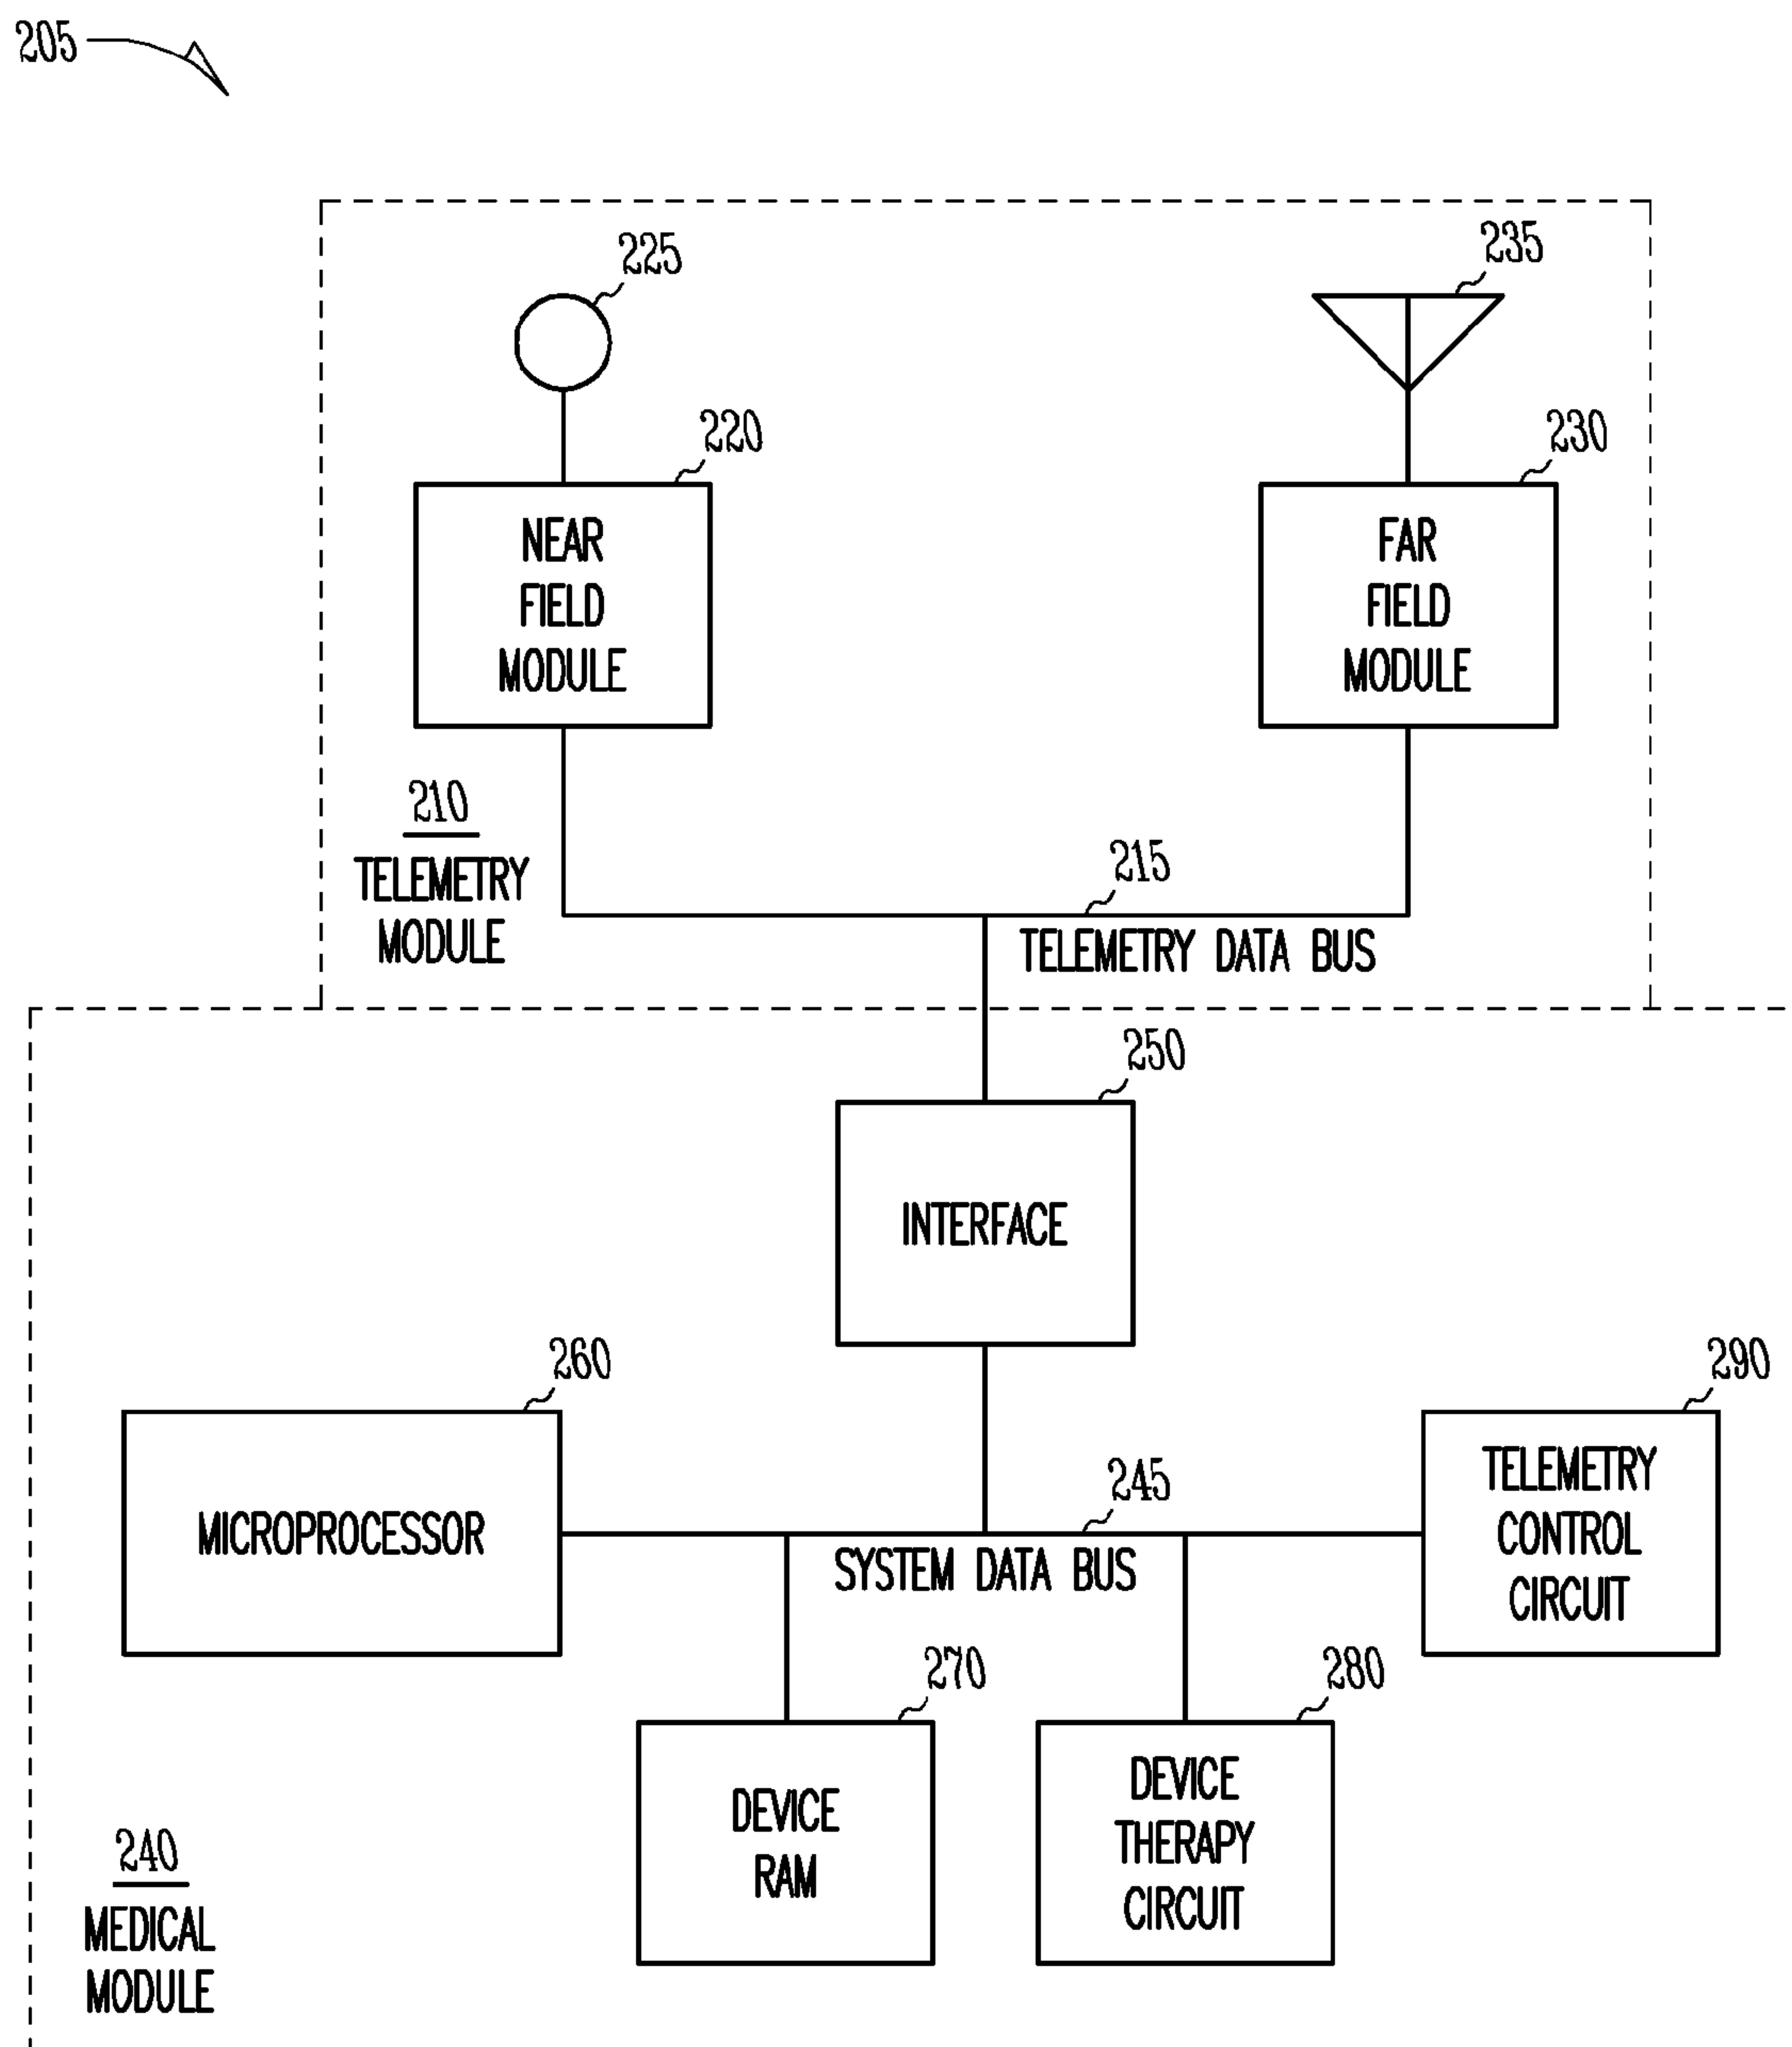 205
225
235
220
230
NEAR
FIELD
MODULE
FAR
FIELD
MODULE
210
TELEMETRY
MODULE
215
TELEMETRY DATA BUS
250
INTERFACE
260
290
MICROPROCESSOR
245
SYSTEM DATA BUS
TELEMETRY
CONTROL
CIRCUIT
270
280
DEVICE
RAM
DEVICE
THERAPY
CIRCUIT
240
MEDICAL
MODULE